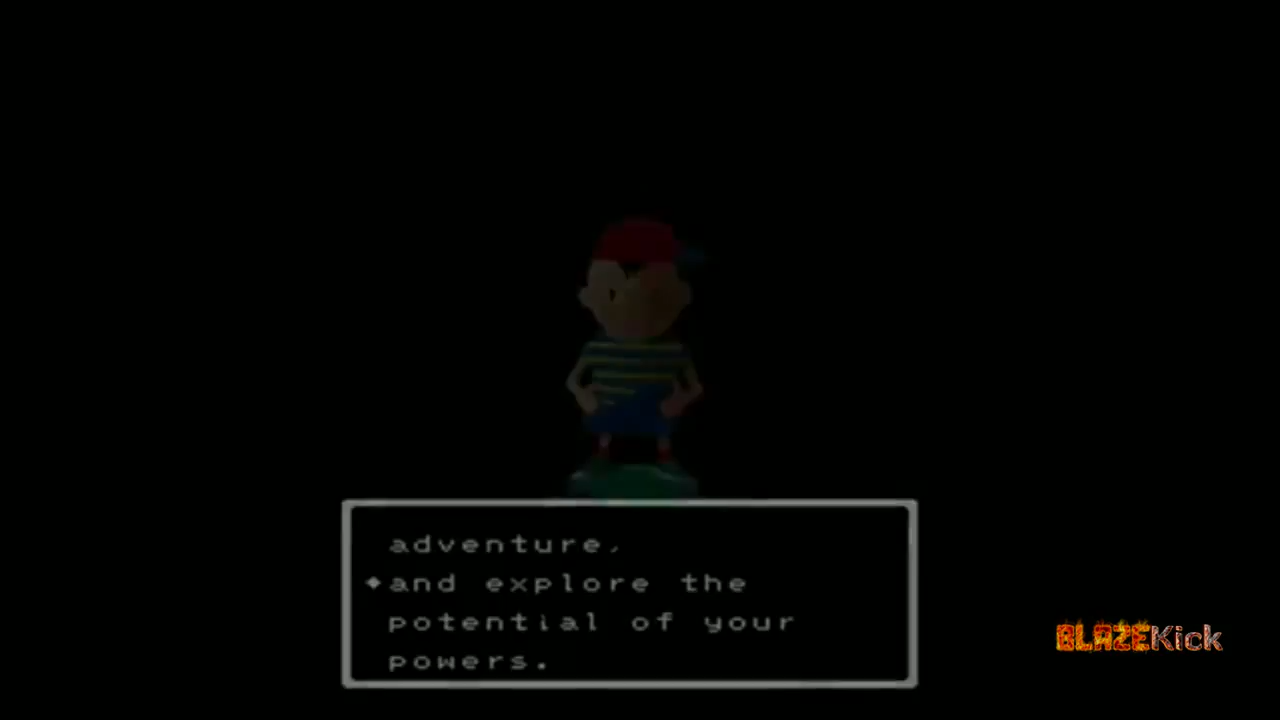 adventure,
◆and explore the
potential of your
powers.
BLAZEKick